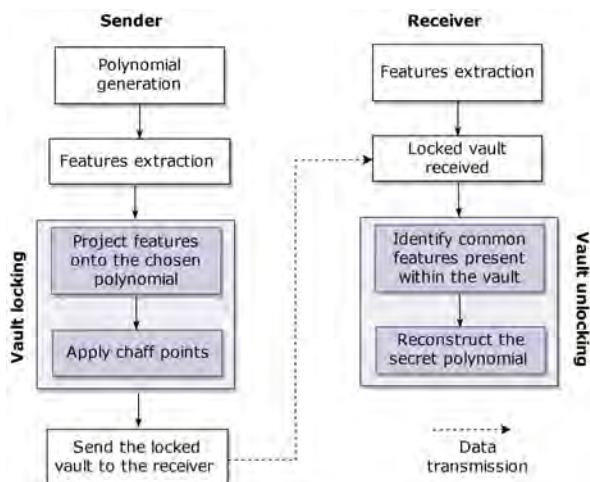 Sender
Polynomial
generation
Features extraction
Vault locking
Project features
onto the chosen
polynomial
Apply chaff points
Send the locked
vault to the receiver
Receiver
Features extraction
Locked vault
received
Identify common
features present
within the vault
Reconstruct the
secret polynomial
Vault unlocking
Data
transmission